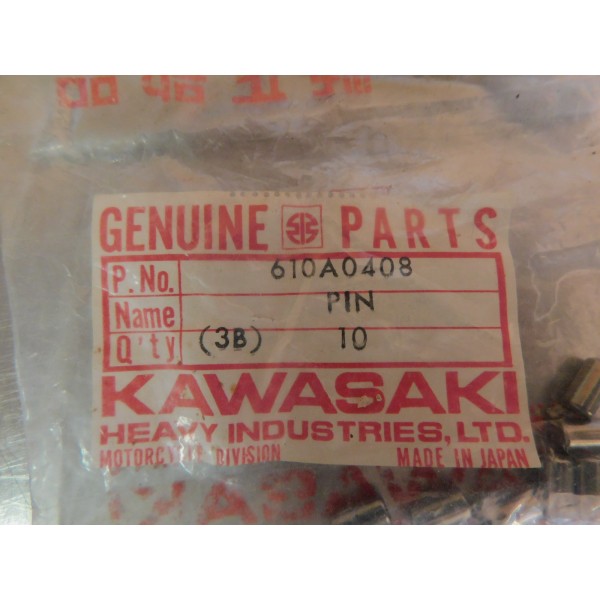 GENUINE PARTS
P.No. 610A0408
Name PIN
Q'ty (3B) 10
KAWASAKI
HEAVY INDUSTRIES, LTD.
MOTORCYCLE DIVISION MADE IN JAPAN